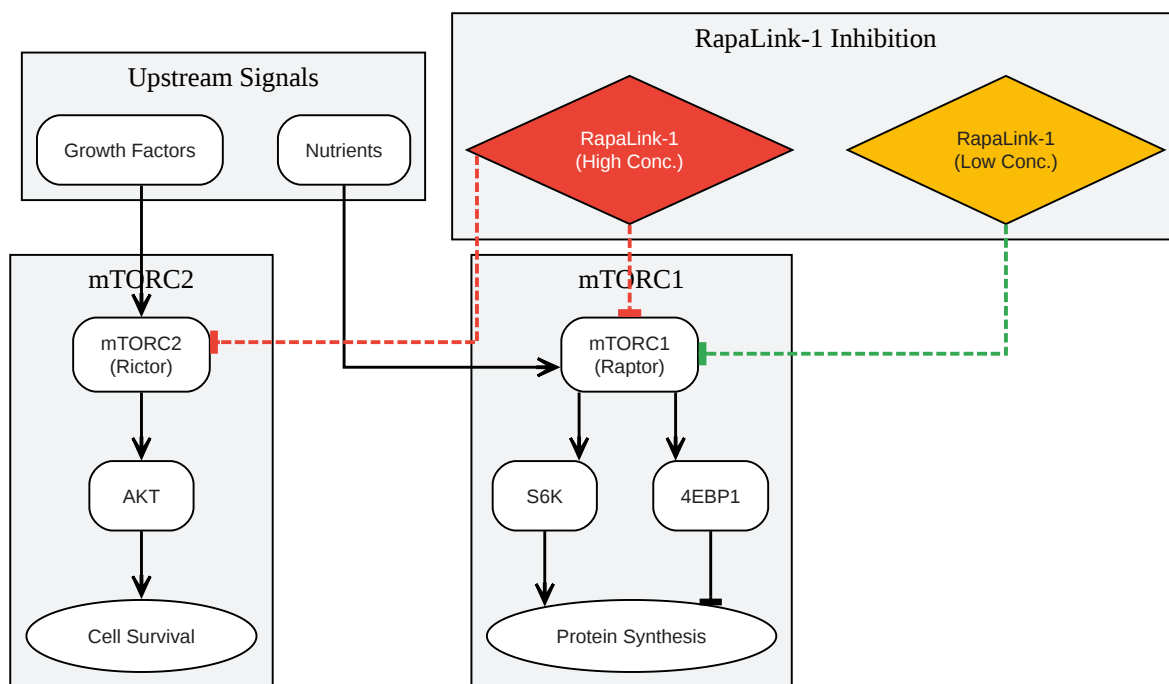 RapaLink-1 Inhibition
Upstream Signals
Growth Factors
Nutrients
RapaLink-1
(High Conc.)
RapaLink-1
(Low Conc.)
mTORC2
mTORC1
mTORC2
(Rictor)
mTORC1
(Raptor)
AKT
S6K
4EBP1
Cell Survival
Protein Synthesis